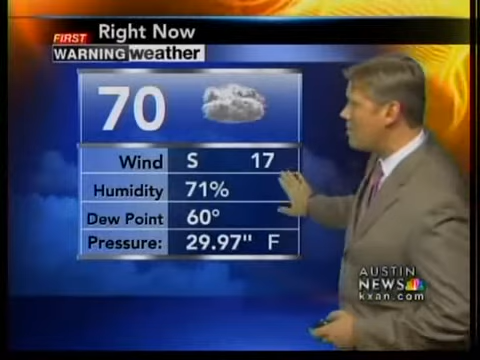 Right Now
FIRST
WARNING weather
70
Wind S 17
Humidity 71%
Dew Point 60°
Pressure: 29.97" F
AUSTIN
NEWS
kxan.com